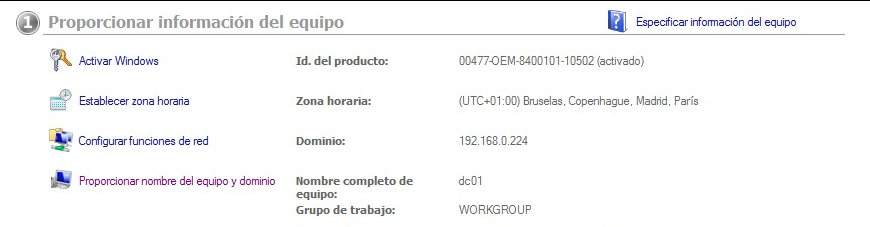 1 Proporcionar información del equipo Especificar información del equipo
Activar Windows Id. del producto: 00477-OEM-8400101-10502 (activado)
Establecer zona horaria Zona horaria: (UTC+01:00) Bruselas, Copenhague, Madrid, París
Configurar funciones de red Dominio: 192.168.0.224
Proporcionar nombre del equipo y dominio Nombre completo de dc01
equipo:
Grupo de trabajo: WORKGROUP